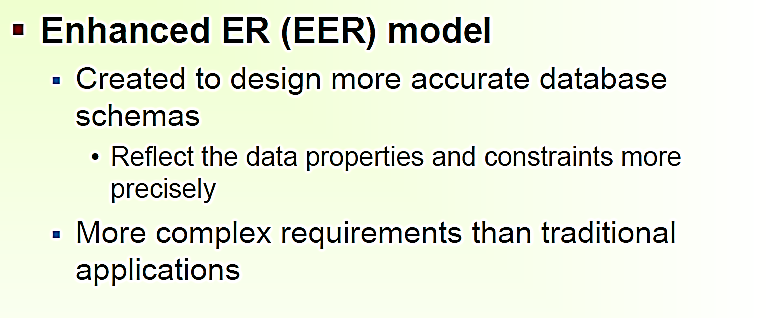 ▪ Enhanced ER (EER) model
▪ Created to design more accurate database
schemas
• Reflect the data properties and constraints more
precisely
▪ More complex requirements than traditional
applications